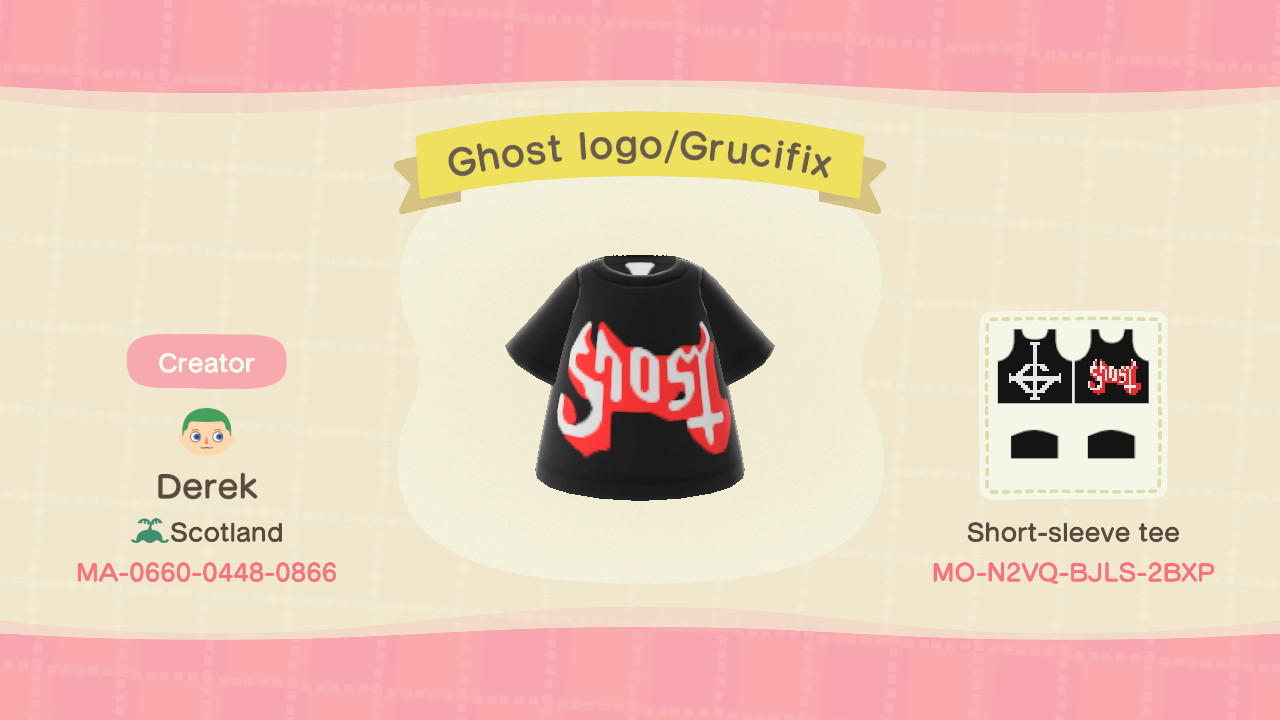 Ghost logo/Grucifix
Ghost
Creator
Derek
Scotland
MA-0660-0448-0866
Ghost
Short-sleeve tee
MO-N2VQ-BJLS-2BXP